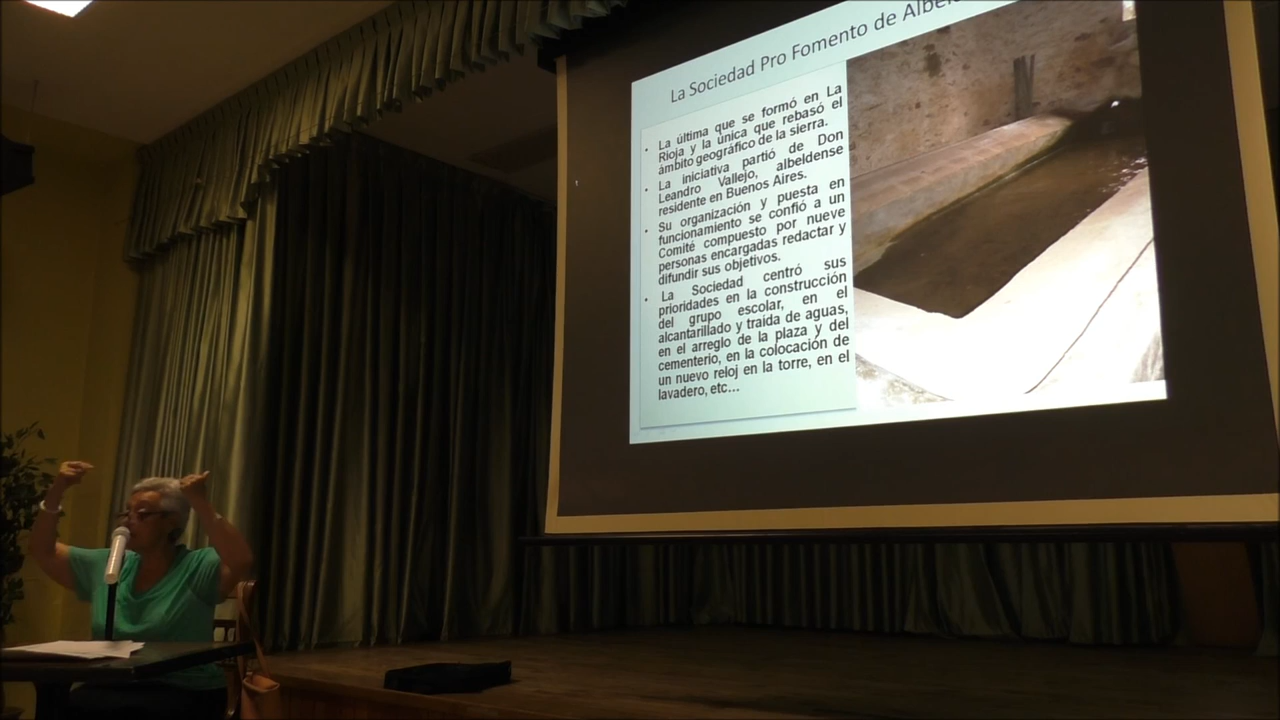 La Sociedad Pro Fomento de
• La última que se formó en La
Rioja y la única que rebasó el
ámbito geográfico de la sierra.
• La iniciativa partió de Don
Leandro Vallejo, albeldense
residente en Buenos Aires.
• Su organización y puesta en
funcionamiento se confió a un
Comité compuesto por nueve
personas encargadas redactar y
difundir sus objetivos.
• La Sociedad centró sus
prioridades en la construcción
del grupo escolar, en el
alcantarillado y traida de aguas,
en el arreglo de la plaza y del
cementerio, en la colocación de
un nuevo reloj en la torre, en el
lavadero, etc...